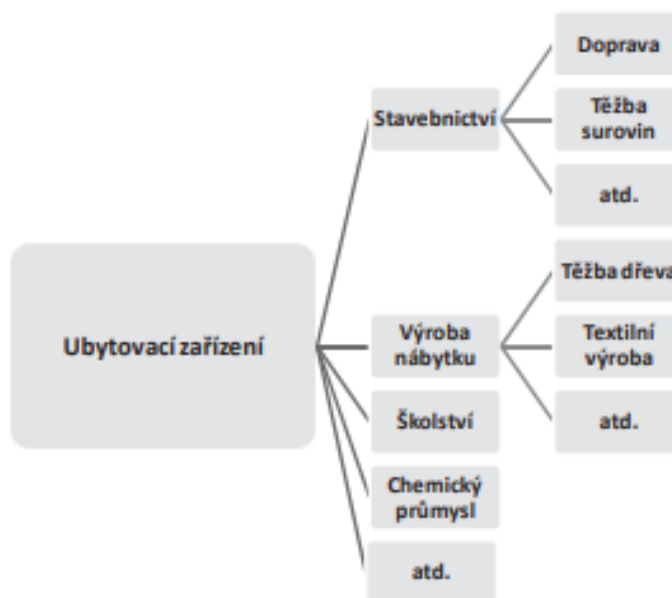 Doprava
Stavebnictví
Těžba
surovin
atd.
Těžba dřeva
Ubytovací zařízení
Výroba
nábytku
Textilní
výroba
Školství
atd.
Chemický
průmysl
atd.